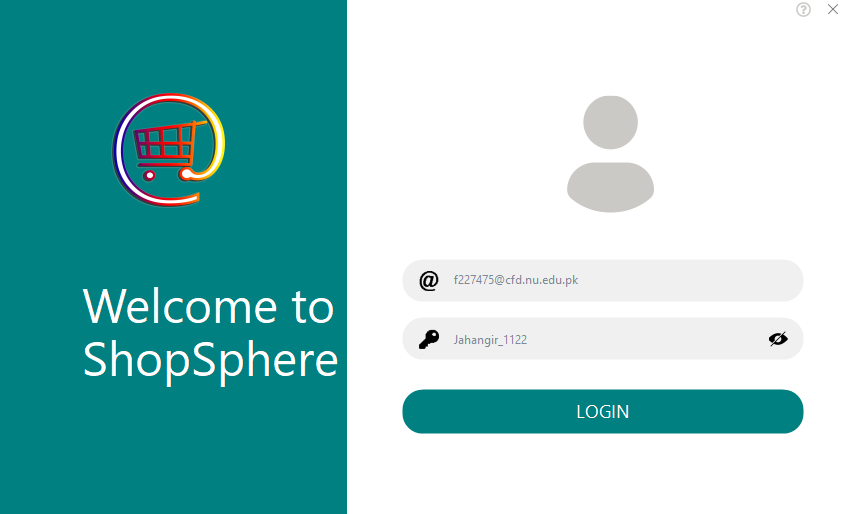 Welcome to
ShopSphere
f227475@cfd.nu.edu.pk
Jahangir_1122
LOGIN